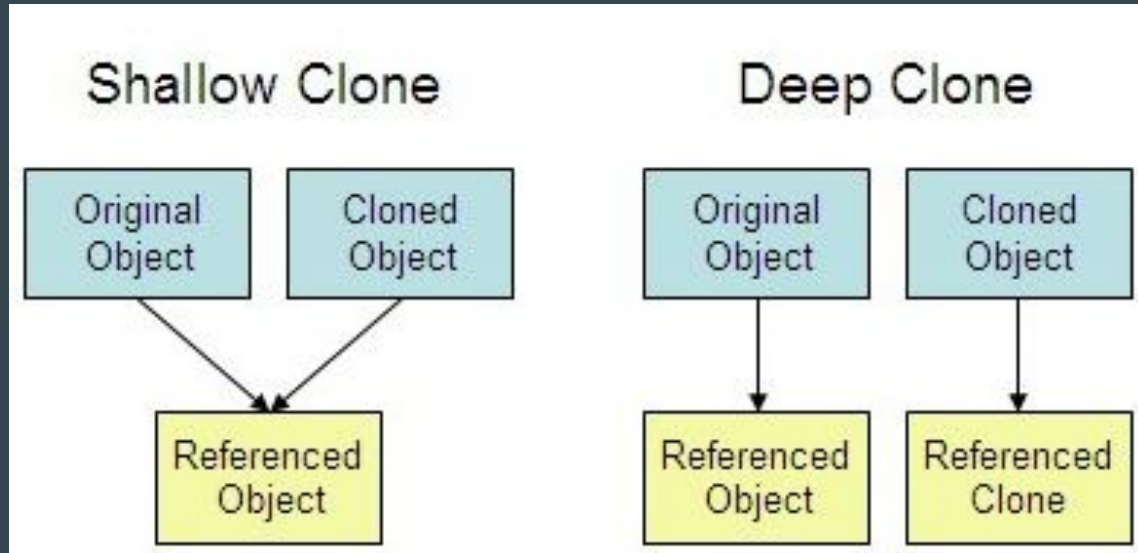 Shallow Clone
Original
Object
Cloned
Object
Referenced
Object
Deep Clone
Original
Object
Cloned
Object
Referenced
Object
Referenced
Clone